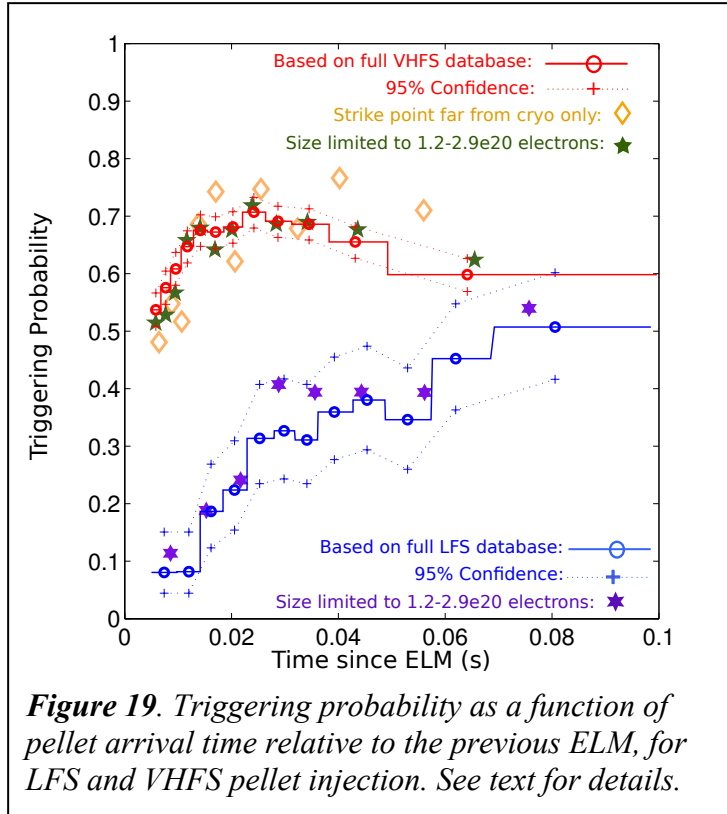 1
0.9
0.8
0.7
0.6
0.5
0.4
0.3
0.2
0.1
0
Triggering Probability
Based on full VHFS database:
95% Confidence:
Strike point far from cryo only:
Size limited to 1.2-2.9e20 electrons:
Based on full LFS database:
95% Confidence:
Size limited to 1.2-2.9e20 electrons:
0
0.02
0.04
0.06
0.08
0.1
Time since ELM (s)
Figure 19. Triggering probability as a function of
pellet arrival time relative to the previous ELM, for
LFS and VHFS pellet injection. See text for details.